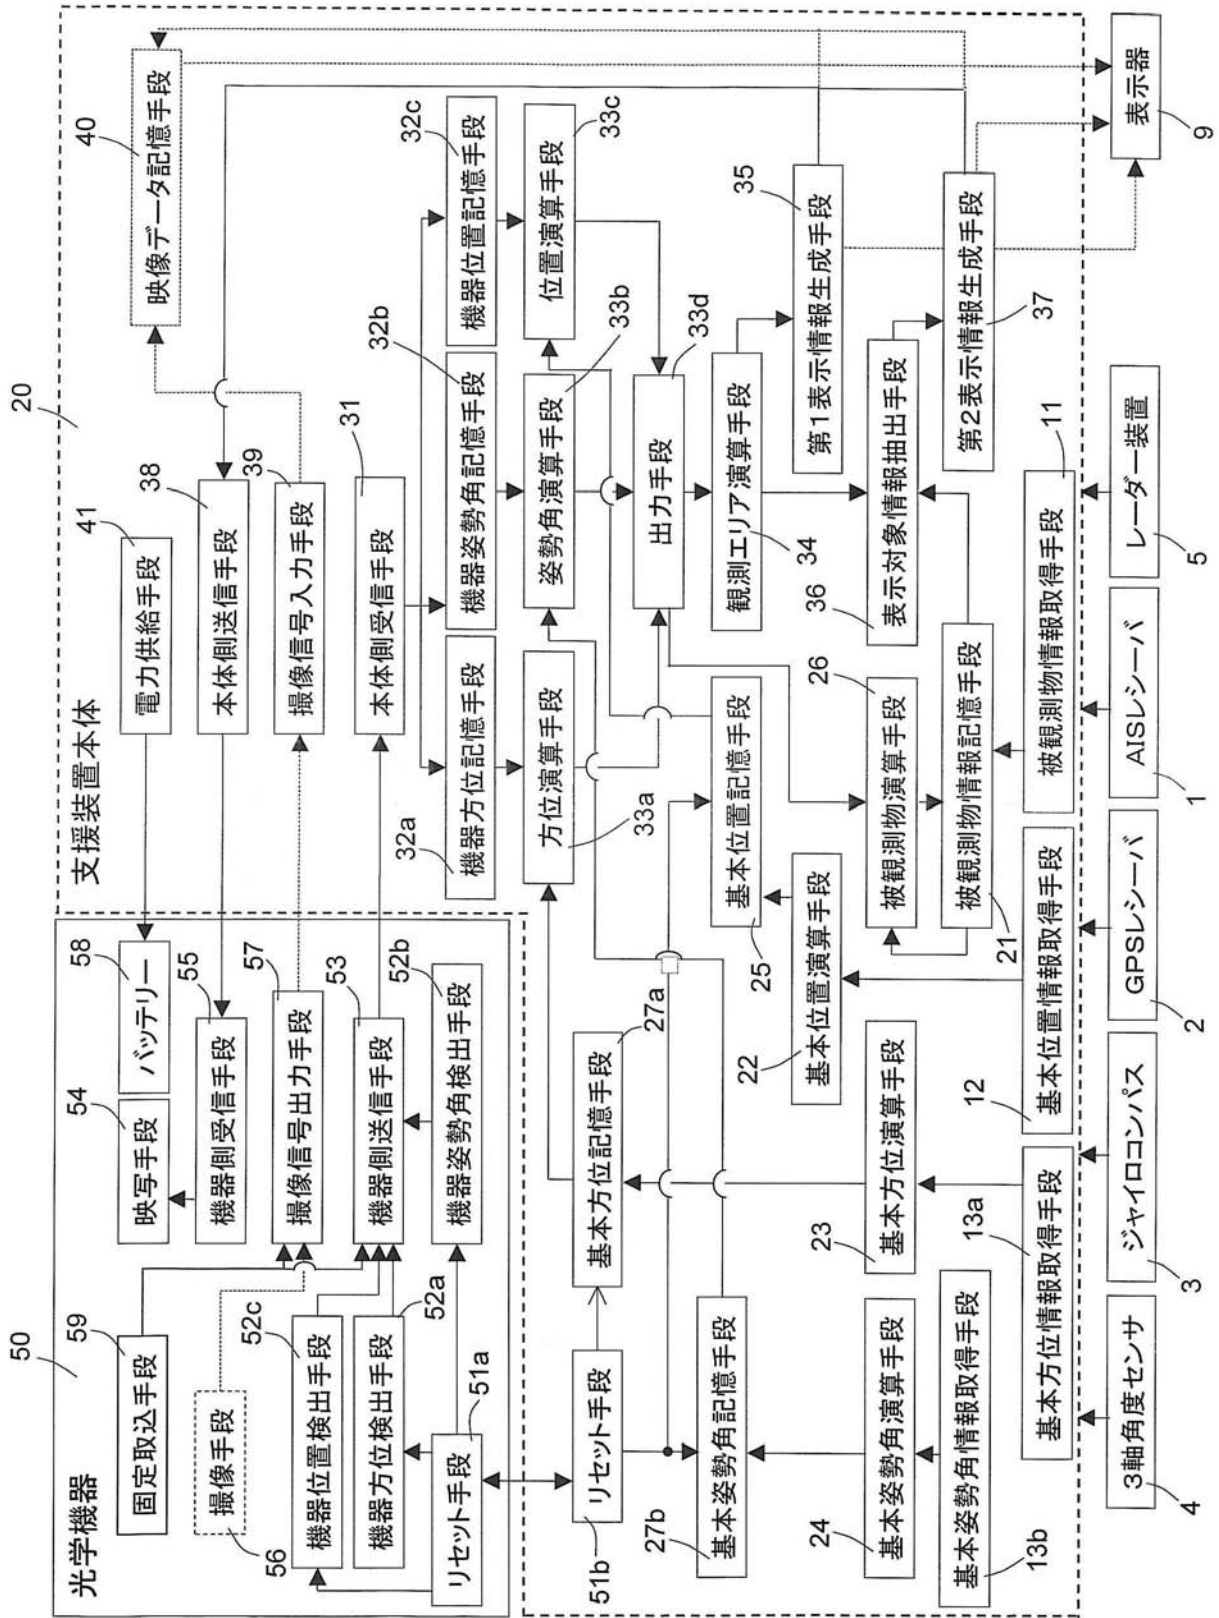 50
光学機器
59
固定取込手段
撮像手段
56
52c
機器位置検出手段
機器方位検出手段
52a
リセット手段
51a
54
映写手段
58
バッテリー
55
機器側受信手段
57
撮像信号出力手段
53
機器側送信手段
52b
機器姿勢角検出手段
20
支援装置本体
41
電力供給手段
38
本体側送信手段
39
撮像信号入力手段
31
本体側受信手段
40
映像データ記憶手段
32a
機器方位記憶手段
32b
機器姿勢角記憶手段
32c
機器位置記憶手段
方位演算手段
33a
姿勢角演算手段
33b
位置演算手段
33c
出力手段
33d
観測エリア演算手段
34
第1表示情報生成手段
35
36
表示対象情報抽出手段
第2表示情報生成手段
37
51b
リセット手段
27a
基本方位記憶手段
27b
基本姿勢角記憶手段
基本位置記憶手段
25
22
基本位置演算手段
23
基本方位演算手段
24
基本姿勢角演算手段
26
被観測物演算手段
被観測物情報記憶手段
21
基本姿勢角情報取得手段
13b
13a
基本方位情報取得手段
12
基本位置情報取得手段
11
被観測物情報取得手段
3軸角度センサ
4
ジャイロコンパス
3
GPSレシーバ
2
AISレシーバ
1
レーダー装置
5
表示器
9